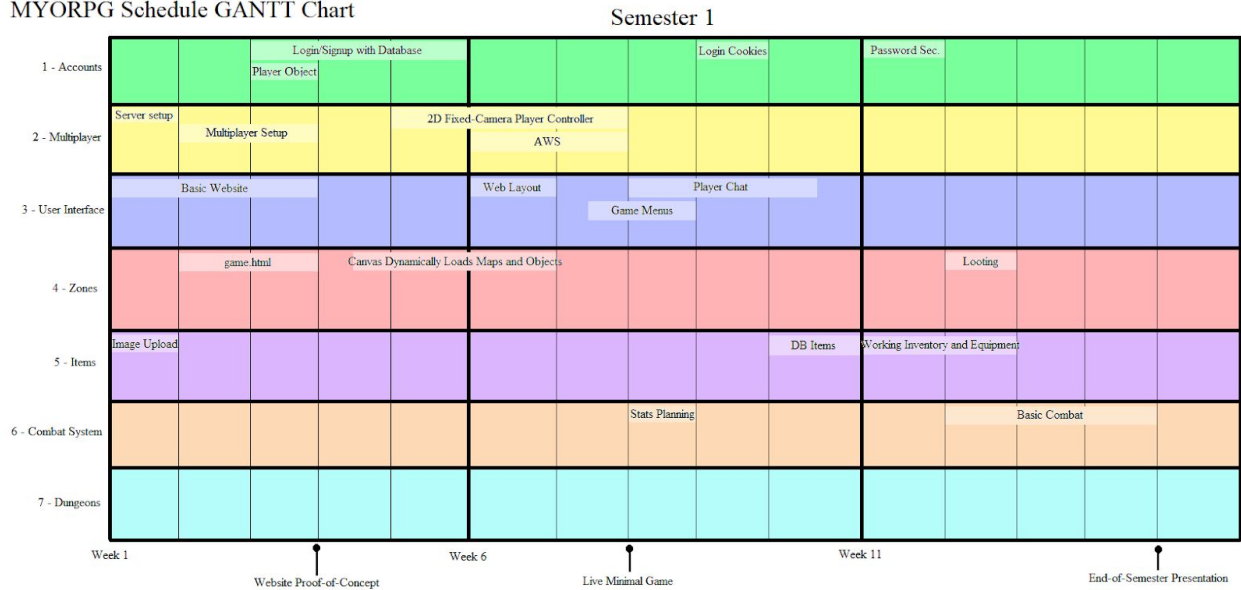 MYORPG Schedule GANTT Chart
Semester 1
1 - Accounts
Login/Signup with Database
Login Cookies
Password Sec.
Player Object
2 - Multiplayer
Server setup
2D Fixed-Camera Player Controller
Multiplayer Setup
AWS
3 - User Interface
Basic Website
Web Layout
Player Chat
Game Menus
4 - Zones
game.html
Canvas Dynamically Loads Maps and Objects
Looting
5 - Items
Image Upload
DB Items
Working Inventory and Equipment
6 - Combat System
Stats Planning
Basic Combat
7 - Dungeons
Week 1
Week 6
Week 11
Website Proof-of-Concept
Live Minimal Game
End-of-Semester Presentation